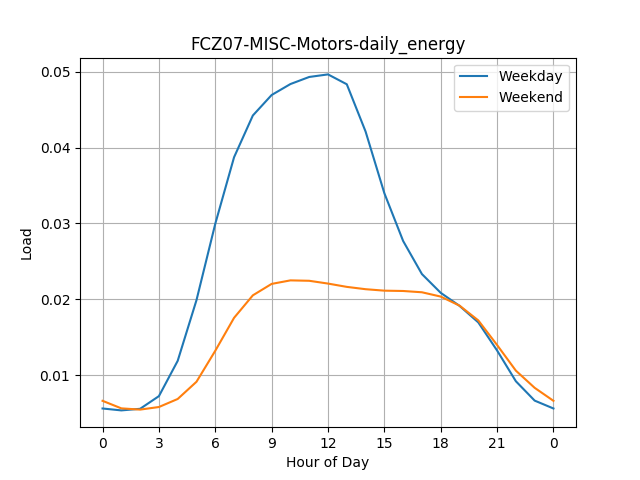 FCZ07-MISC-Motors-daily_energy
Weekday
Weekend
0.05
0.04
0.03
0.02
0.01
Load
0 3 6 9 12 15 18 21 0
Hour of Day